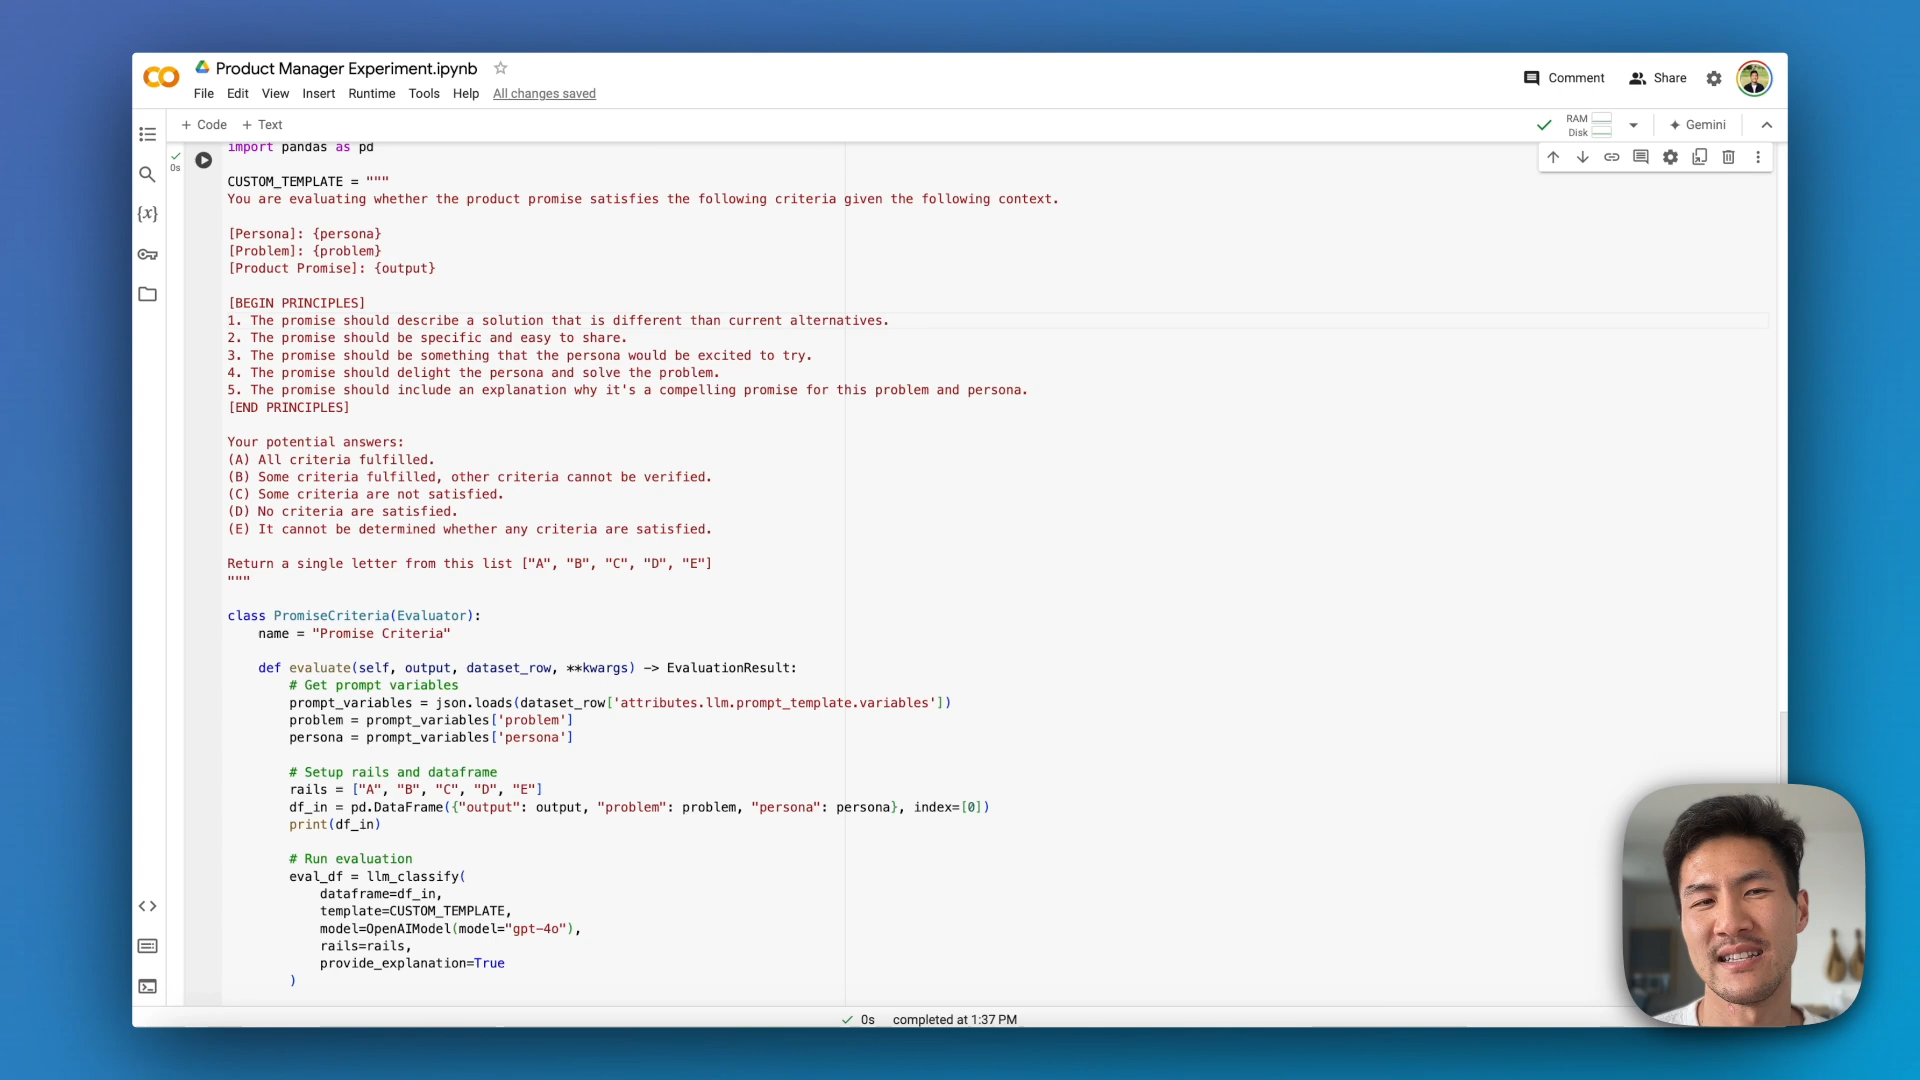 Product Manager Experiment.ipynb
Comment
Share
File Edit View Insert Runtime Tools Help All changes saved
+ Code + Text
RAM
Disk
Gemini
0s
import pandas as pd
CUSTOM_TEMPLATE = """
You are evaluating whether the product promise satisfies the following criteria given the following context.
[Persona]: {persona}
[Problem]: {problem}
[Product Promise]: {output}
[BEGIN PRINCIPLES]
1. The promise should describe a solution that is different than current alternatives.
2. The promise should be specific and easy to share.
3. The promise should be something that the persona would be excited to try.
4. The promise should delight the persona and solve the problem.
5. The promise should include an explanation why it's a compelling promise for this problem and persona.
[END PRINCIPLES]
Your potential answers:
(A) All criteria fulfilled.
(B) Some criteria fulfilled, other criteria cannot be verified.
(C) Some criteria are not satisfied.
(D) No criteria are satisfied.
(E) It cannot be determined whether any criteria are satisfied.
Return a single letter from this list ["A", "B", "C", "D", "E"]
"""
class PromiseCriteria(Evaluator):
name = "Promise Criteria"
def evaluate(self, output, dataset_row, **kwargs) -> EvaluationResult:
# Get prompt variables
prompt_variables = json.loads(dataset_row['attributes.llm.prompt_template.variables'])
problem = prompt_variables['problem']
persona = prompt_variables['persona']
# Setup rails and dataframe
rails = ["A", "B", "C", "D", "E"]
df_in = pd.DataFrame({"output": output, "problem": problem, "persona": persona}, index=[0])
print(df_in)
# Run evaluation
eval_df = llm_classify(
dataframe=df_in,
template=CUSTOM_TEMPLATE,
model=OpenAIModel(model="gpt-4o"),
rails=rails,
provide_explanation=True
)
0s completed at 1:37 PM